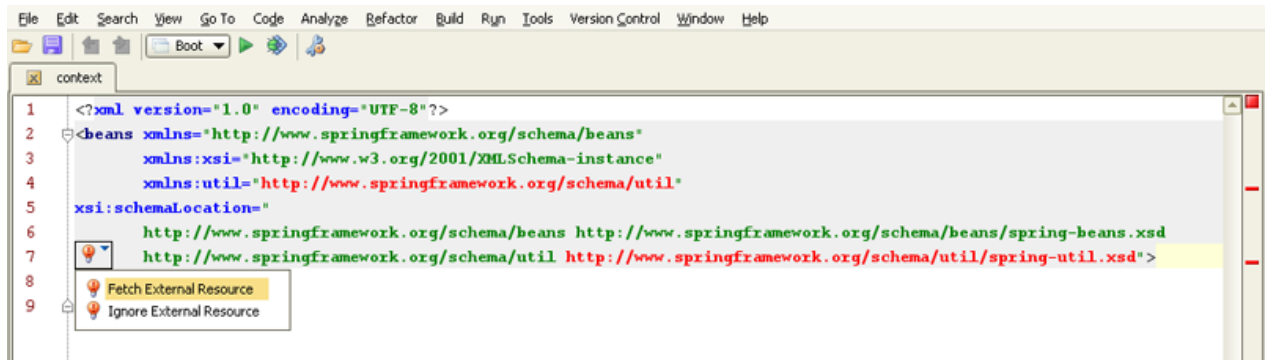 File Edit Search View Go To Code Analyze Refactor Build Run Tools Version Control Window Help
Boot
context
1 <?xml version="1.0" encoding="UTF-8"?>
2 <beans xmlns="http://www.springframework.org/schema/beans"
3 xmlns:xsi="http://www.w3.org/2001/XMLSchema-instance"
4 xmlns:util="http://www.springframework.org/schema/util"
5 xsi:schemaLocation="
6 http://www.springframework.org/schema/beans http://www.springframework.org/schema/beans/spring-beans.xsd
7 http://www.springframework.org/schema/util http://www.springframework.org/schema/util/spring-util.xsd">
8 Fetch External Resource
9 Ignore External Resource